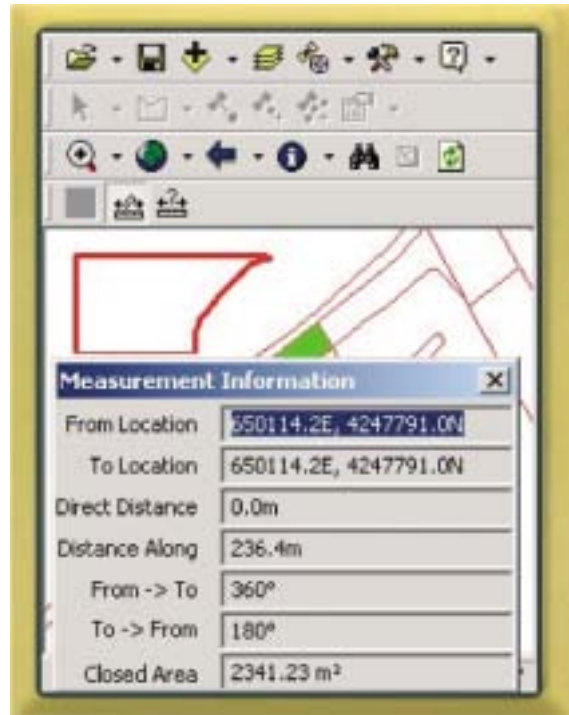 Measurement Information
From Location 650114.2E, 4247791.0N
To Location 650114.2E, 4247791.0N
Direct Distance 0.0m
Distance Along 236.4m
From -> To 360°
To -> From 180°
Closed Area 2341.23 m²